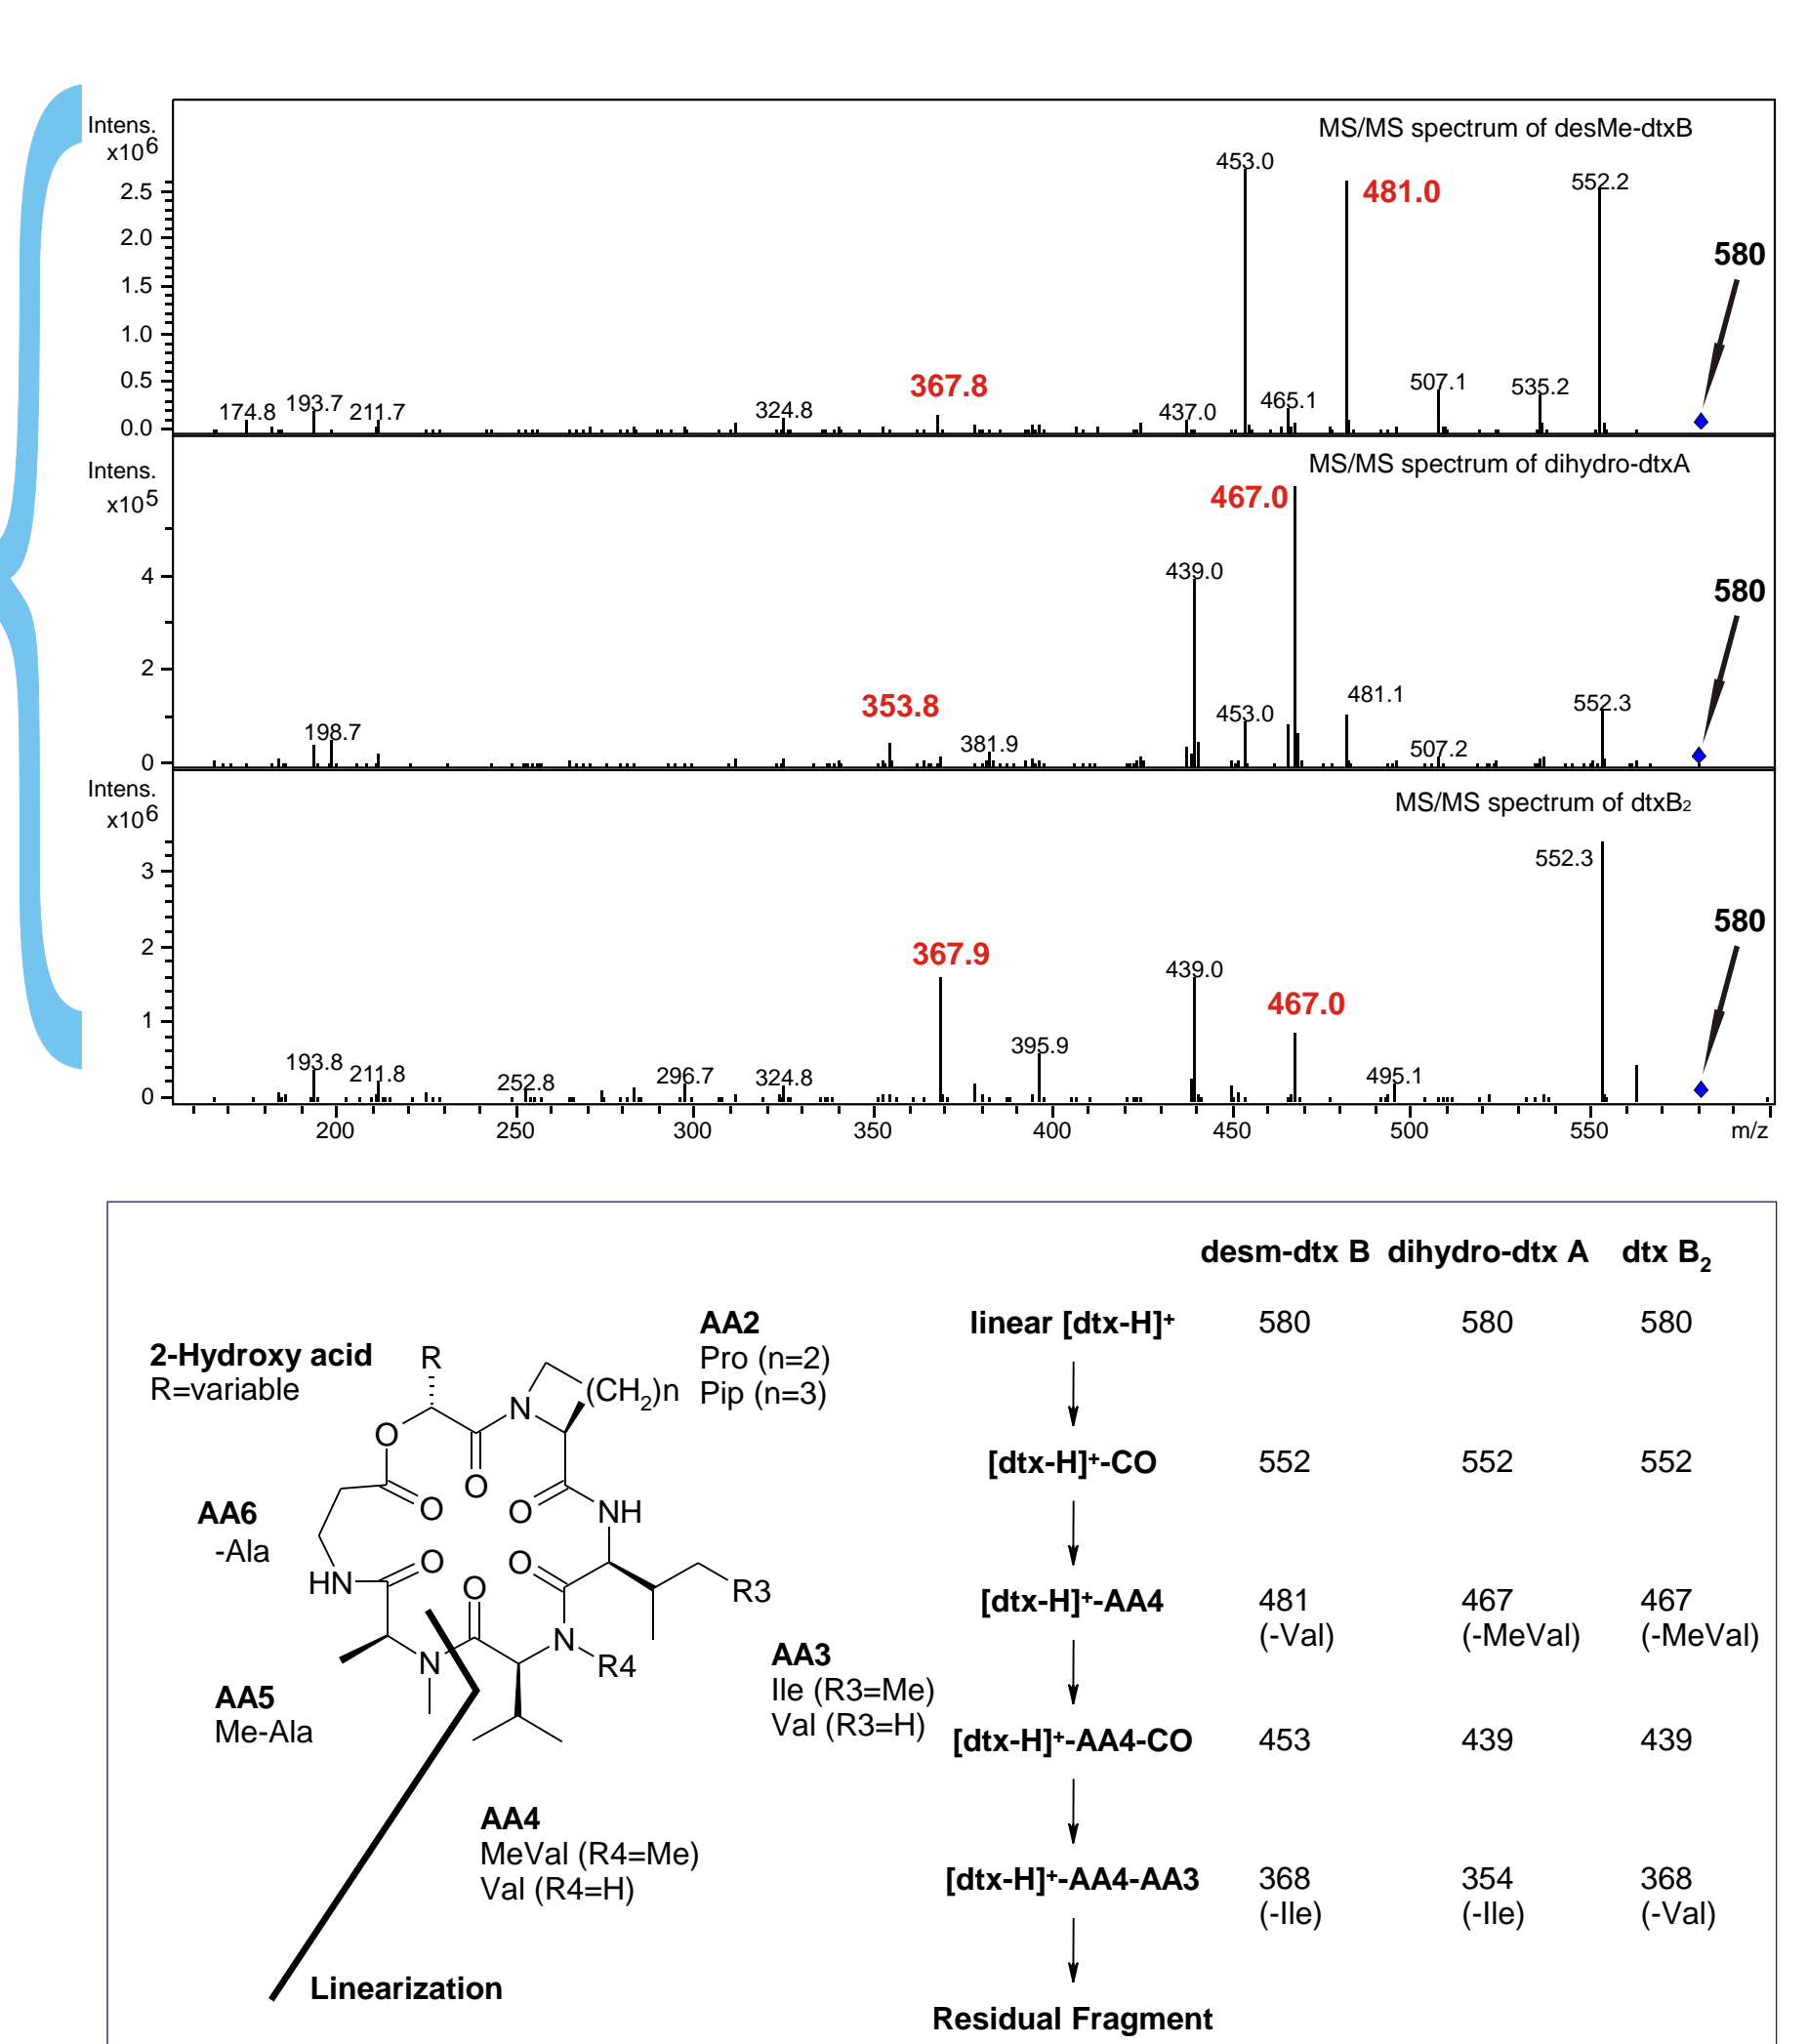 Intens.
x10⁶
MS/MS spectrum of desMe-dtxB
2.5
2.0
1.5
1.0
0.5
0.0
174.8
193.7
211.7
324.8
367.8
437.0
453.0
465.1
481.0
507.1
535.2
552.2
580
Intens.
x10⁵
MS/MS spectrum of dihydro-dtxA
4
2
0
198.7
353.8
381.9
439.0
453.0
467.0
481.1
507.2
552.3
580
Intens.
x10⁶
MS/MS spectrum of dtxB₂
3
2
1
0
193.8
211.8
252.8
296.7
324.8
367.9
395.9
439.0
467.0
495.1
552.3
580
200 250 300 350 400 450 500 550 m/z
2-Hydroxy acid
R=variable
AA2
Pro (n=2)
Pip (n=3)
R
N
(CH₂)n
O
O
O
O
NH
AA6
-Ala
HN
O
O
O
N
N
R3
R4
AA5
Me-Ala
AA3
Ile (R3=Me)
Val (R3=H)
AA4
MeVal (R4=Me)
Val (R4=H)
Linearization
desm-dtx B dihydro-dtx A dtx B₂
linear [dtx-H]⁺ 580 580 580
[dtx-H]⁺-CO 552 552 552
[dtx-H]⁺-AA4 481 467 467
(-Val) (-MeVal) (-MeVal)
[dtx-H]⁺-AA4-CO 453 439 439
[dtx-H]⁺-AA4-AA3 368 354 368
(-Ile) (-Ile) (-Val)
Residual Fragment